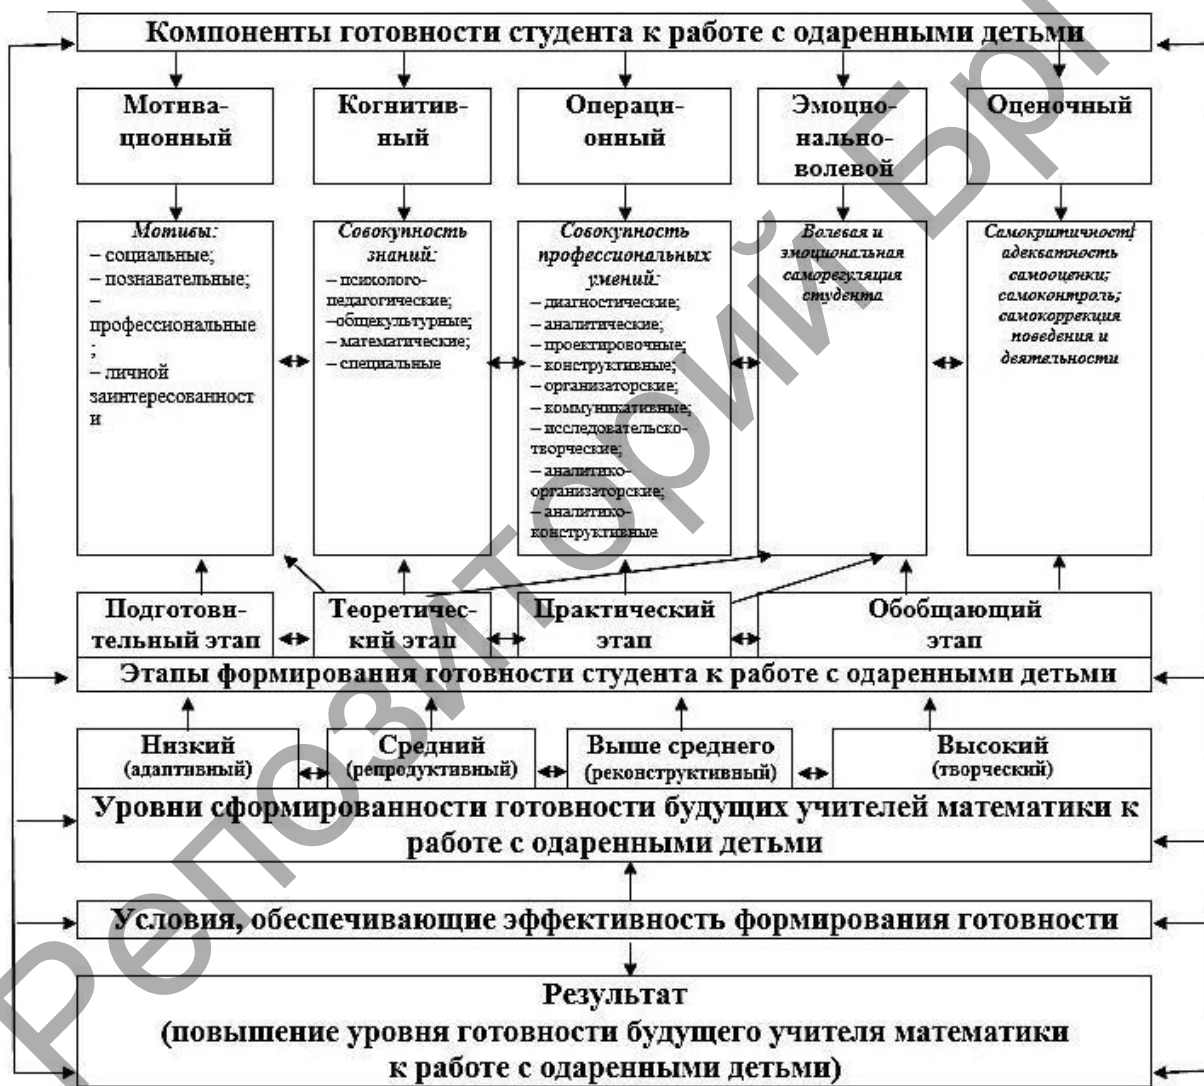 Компоненты готовности студента к работе с одаренными детьми
Мотива-
ционный
Когнитив-
ный
Операци-
онный
Эмоцио-
нально-
волевой
Оценочный
Мотивы:
– социальные;
– познавательные;
–
профессиональные
;
– личной
заинтересованност
и
Совокупность
знаний:
– психолого-
педагогические;
–общекультурные;
– математические;
– специальные
Совокупность
профессиональных
умений:
– диагностические;
– аналитические;
– проектировочные;
– конструктивные;
– организаторские;
– коммуникативные;
– исследовательско-
творческие;
– аналитико-
организаторские;
– аналитико-
конструктивные
Волевая и
эмоциональная
саморегуляция
студента
Самокритичность
адекватность
самооценки;
самоконтроль;
самокоррекция
поведения и
деятельности
Подготови-
тельный этап
Теоретичес-
кий этап
Практический
этап
Обобщающий
этап
Этапы формирования готовности студента к работе с одаренными детьми
Низкий
(адаптивный)
Средний
(репродуктивный)
Выше среднего
(реконструктивный)
Высокий
(творческий)
Уровни сформированности готовности будущих учителей математики к
работе с одаренными детьми
Условия, обеспечивающие эффективность формирования готовности
Результат
(повышение уровня готовности будущего учителя математики
к работе с одаренными детьми)
Репозиторий